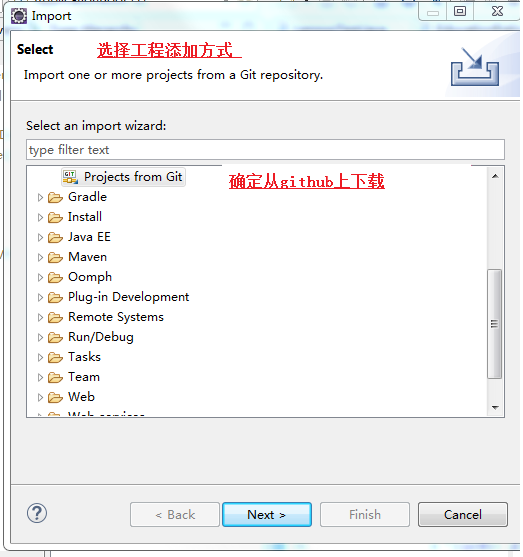 Import
Select
选择工程添加方式
Import one or more projects from a Git repository.
Select an import wizard:
type filter text
GIT
Projects from Git
确定从github上下载
Gradle
Install
Java EE
Maven
Oomph
Plug-in Development
Remote Systems
Run/Debug
Tasks
Team
Web
Web services
?
< Back
Next >
Finish
Cancel